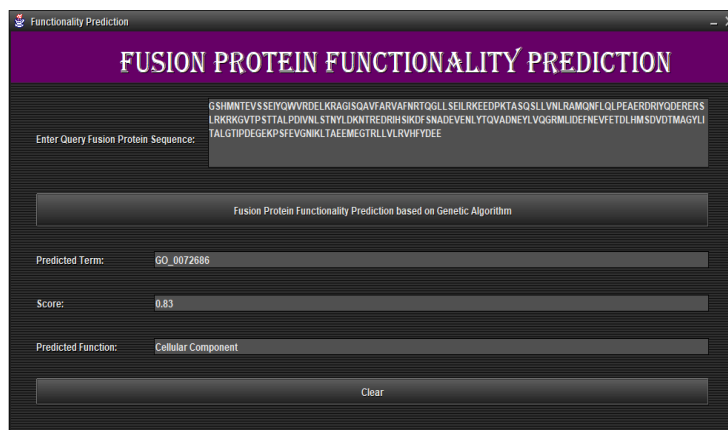 Functionality Prediction
FUSION PROTEIN FUNCTIONALITY PREDICTION
GSHMNTEVSSEIYQWVRDELKRAGISQAVFARVAFNRTQGLLSEILRKEEDPKTASQSLLVNLRAMQNFLQLPEAERDRIYQDERERS
Enter Query Fusion Protein Sequence:
LRKRKGVTPSTTALPDIVNLSTNYLDKNTREDRIHSIKDFSNADEVENLYTQVADNEYLVQGRMLIDEFNEVFETDLHMSDVDTMAGYLI
TALGTIPDEGEKPSFEVGNIKLTAEEMEGTRLLVLRVHFYDEE
Fusion Protein Functionality Prediction based on Genetic Algorithm
Predicted Term: GO_0072686
Score: 0.83
Predicted Function: Cellular Component
Clear